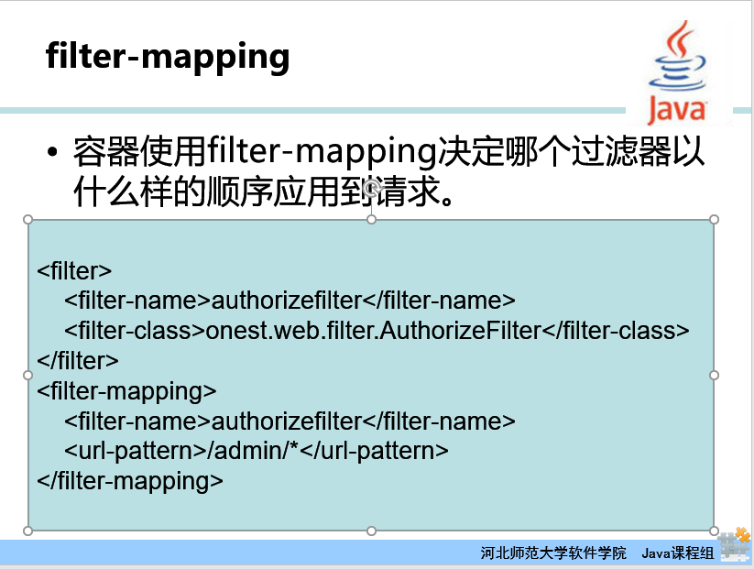 filter-mapping
Java
• 容器使用filter-mapping决定哪个过滤器以
什么样的顺序应用到请求。
<filter>
<filter-name>authorizefilter</filter-name>
<filter-class>onest.web.filter.AuthorizeFilter</filter-class>
</filter>
<filter-mapping>
<filter-name>authorizefilter</filter-name>
<url-pattern>/admin/*</url-pattern>
</filter-mapping>
河北师范大学软件学院 Java课程组